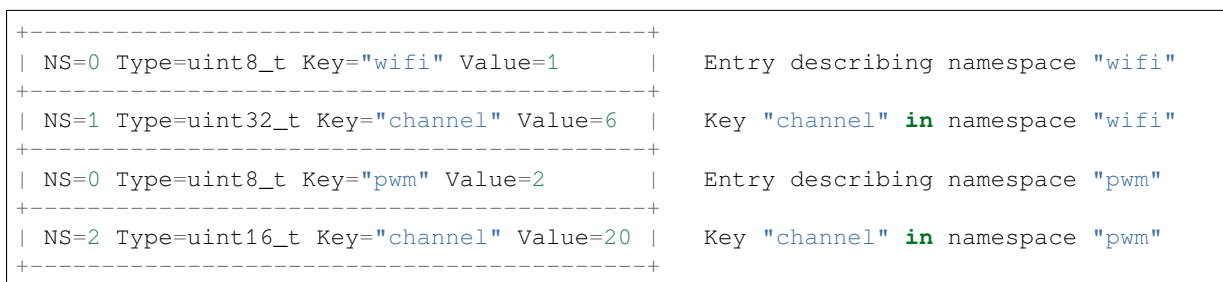 +-------------------------------------------+
| NS=0 Type=uint8_t Key="wifi" Value=1      |   Entry describing namespace "wifi"
+-------------------------------------------+
| NS=1 Type=uint32_t Key="channel" Value=6  |   Key "channel" in namespace "wifi"
+-------------------------------------------+
| NS=0 Type=uint8_t Key="pwm" Value=2       |   Entry describing namespace "pwm"
+-------------------------------------------+
| NS=2 Type=uint16_t Key="channel" Value=20 |   Key "channel" in namespace "pwm"
+-------------------------------------------+